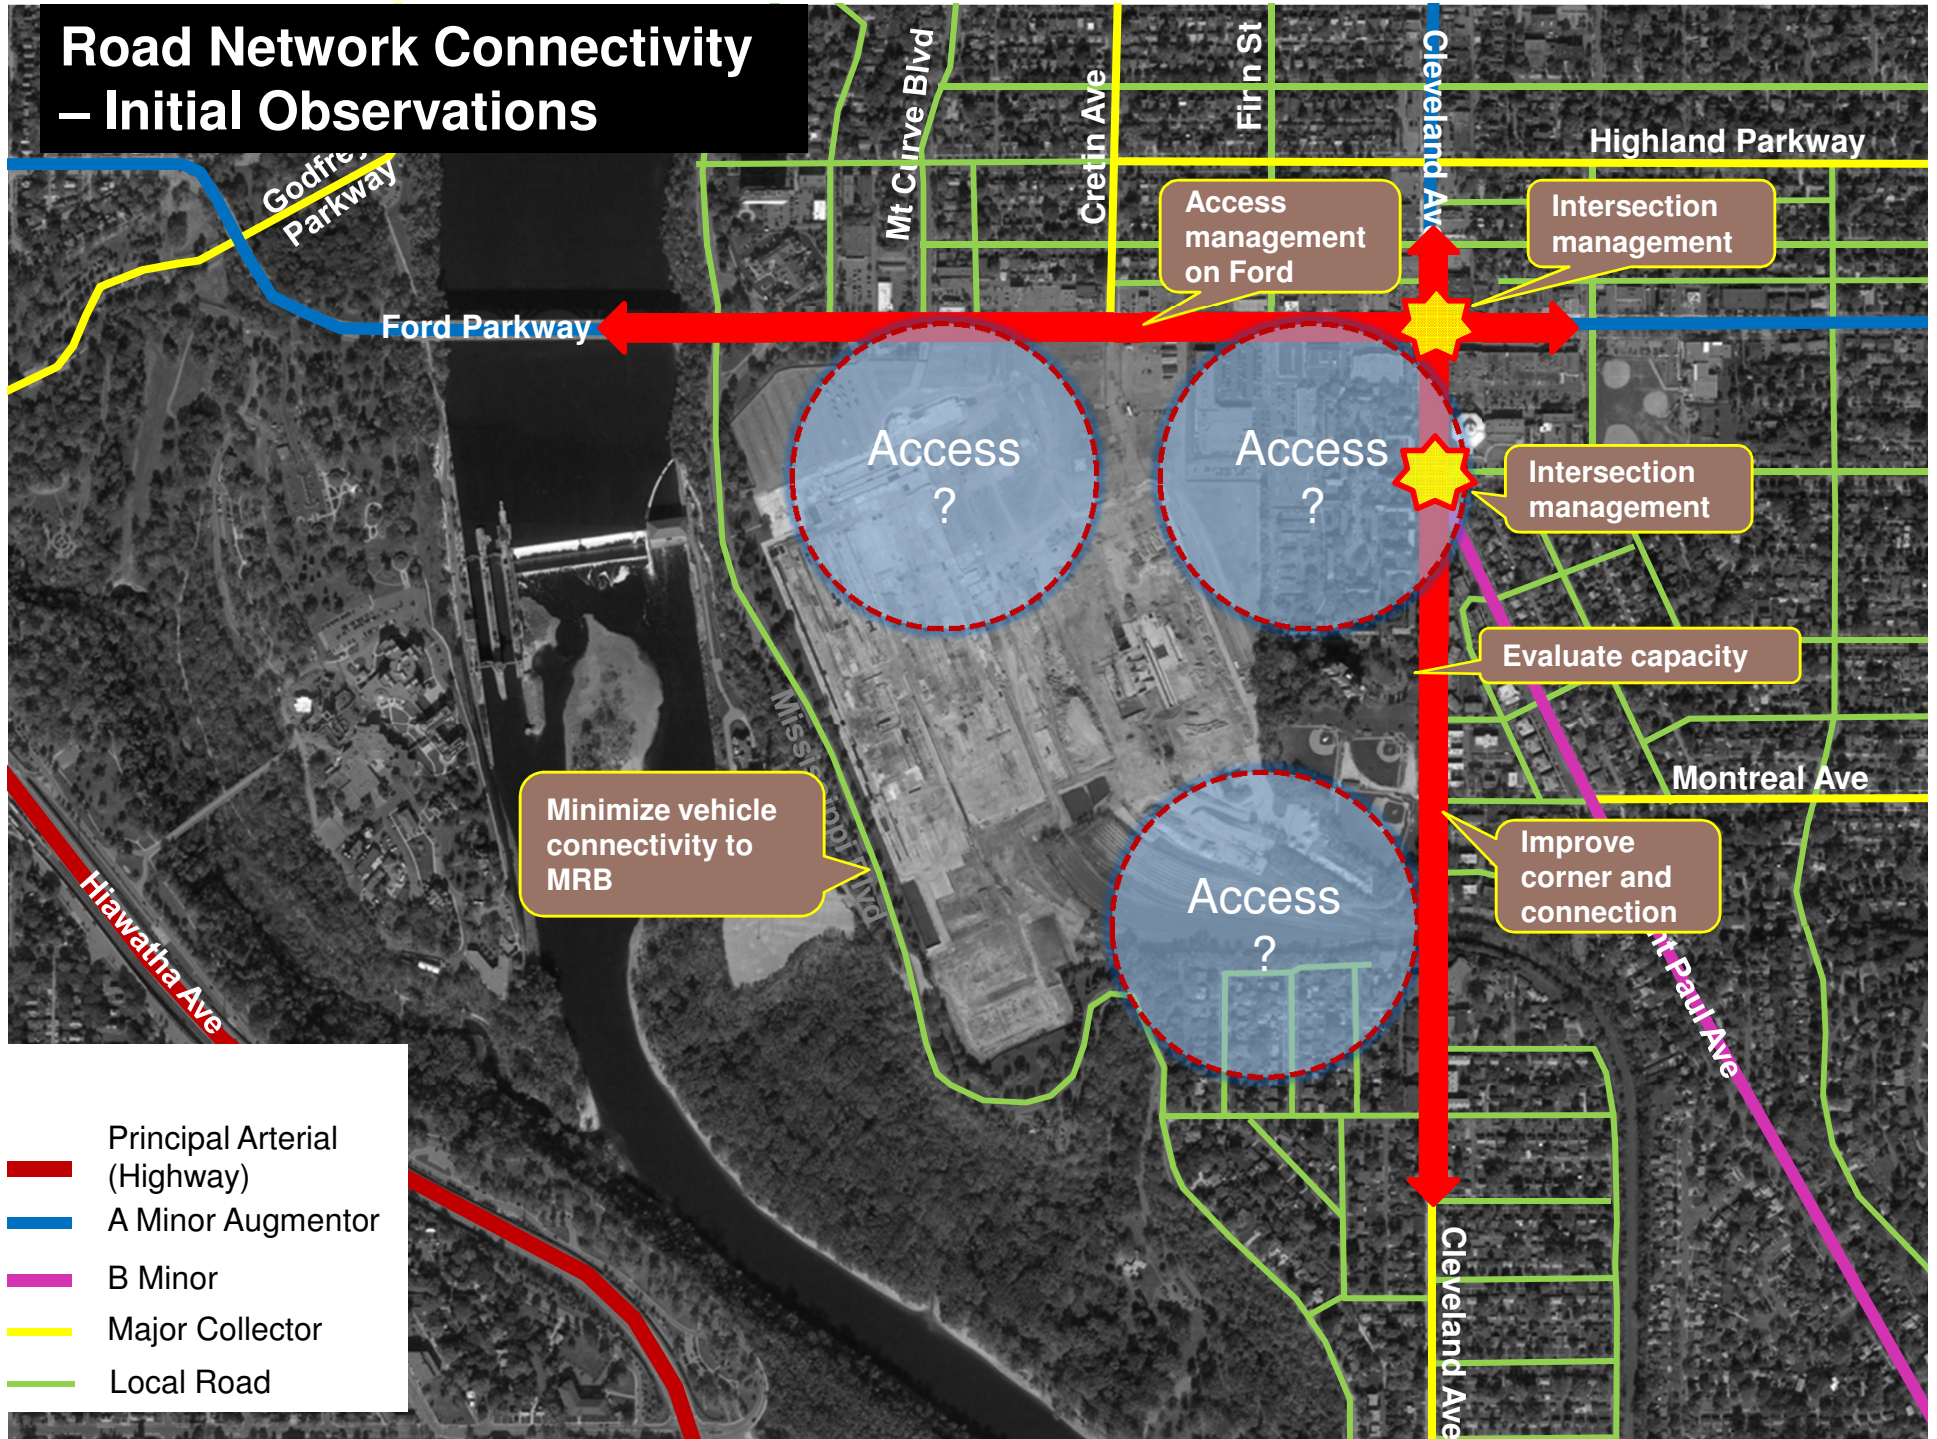 Road Network Connectivity
– Initial Observations
Mt Curve Blvd
Cretin Ave
Finn St
Cleveland Av
Highland Parkway
Godfrey
Parkway
Access
management
on Ford
Intersection
management
Ford Parkway
Access
?
Access
?
Intersection
management
Evaluate capacity
Montreal Ave
Minimize vehicle
connectivity to
MRB
Improve
corner and
connection
Access
?
Paul Ave
Hiawatha Ave
Cleveland Ave
Principal Arterial
(Highway)
A Minor Augmentor
B Minor
Major Collector
Local Road